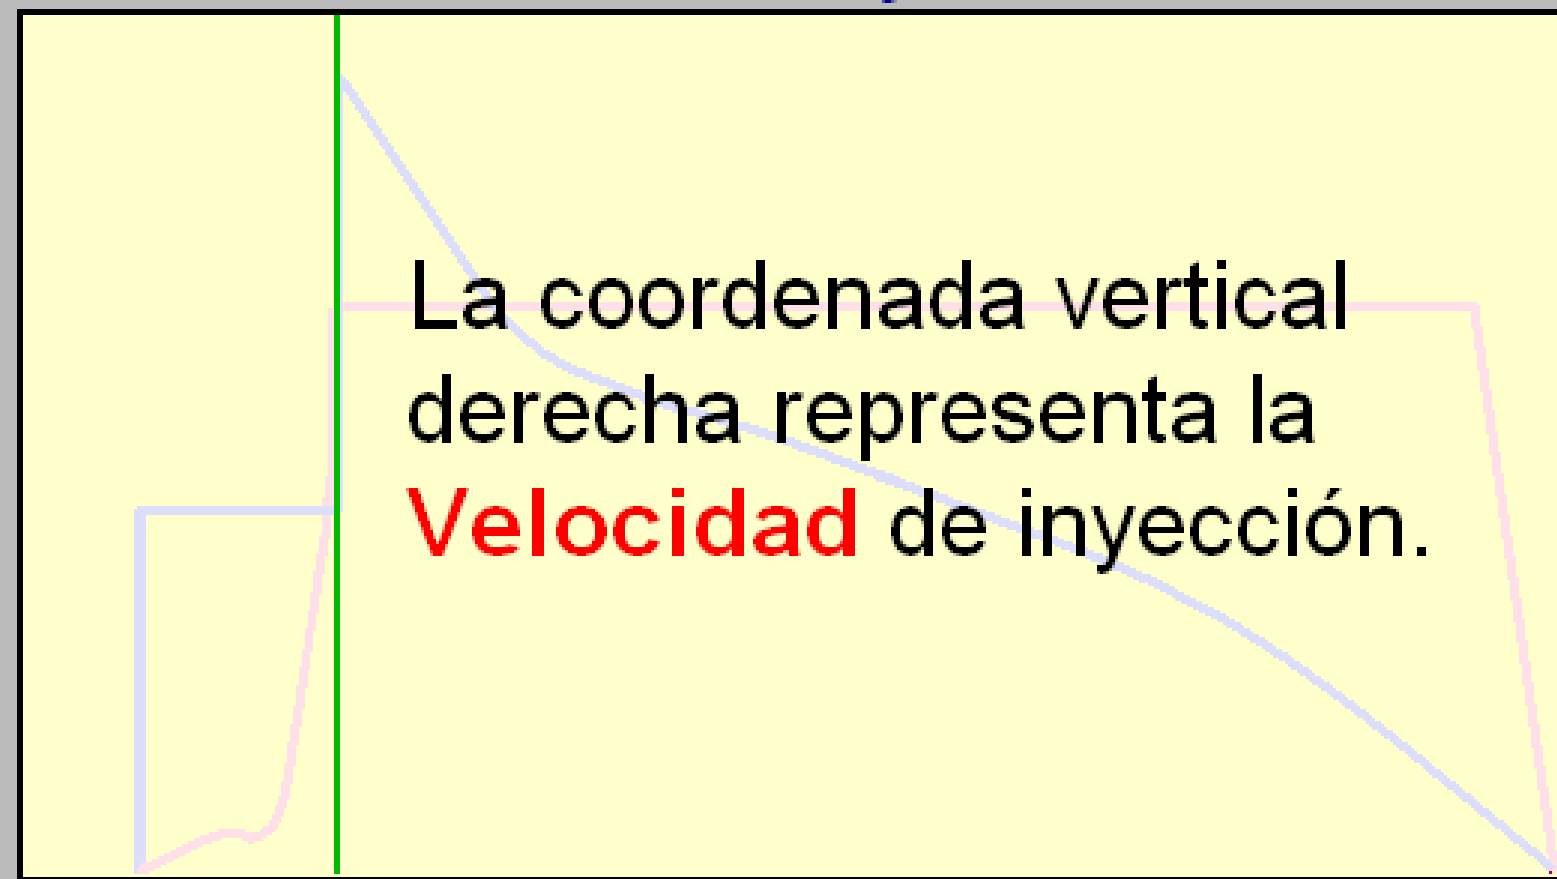 La coordenada vertical
derecha representa la
Velocidad de inyección.